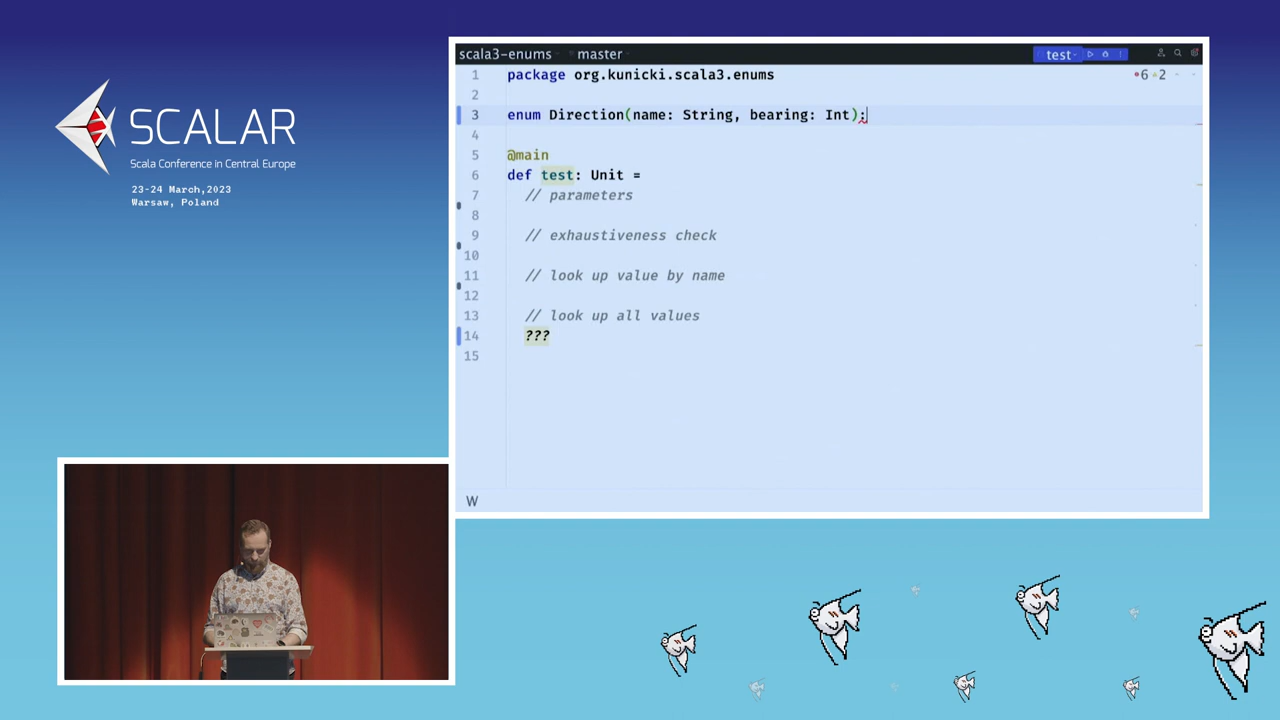 SCALAR
Scala Conference in Central Europe
23-24 March,2023
Warsaw, Poland
scala3-enums master test
1 package org.kunicki.scala3.enums 6 2
2
3 enum Direction(name: String, bearing: Int);
4
5 @main
6 def test: Unit =
7 // parameters
8
9 // exhaustiveness check
10
11 // look up value by name
12
13 // look up all values
14 ???
15
W